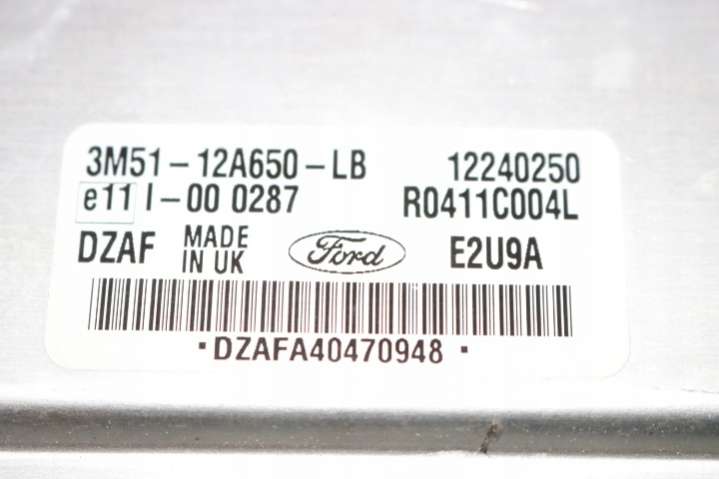 3M51-12A650-LB 12240250
e11 I-00 0287 R0411C004L
DZAF MADE IN UK Ford E2U9A
·DZAFA40470948·